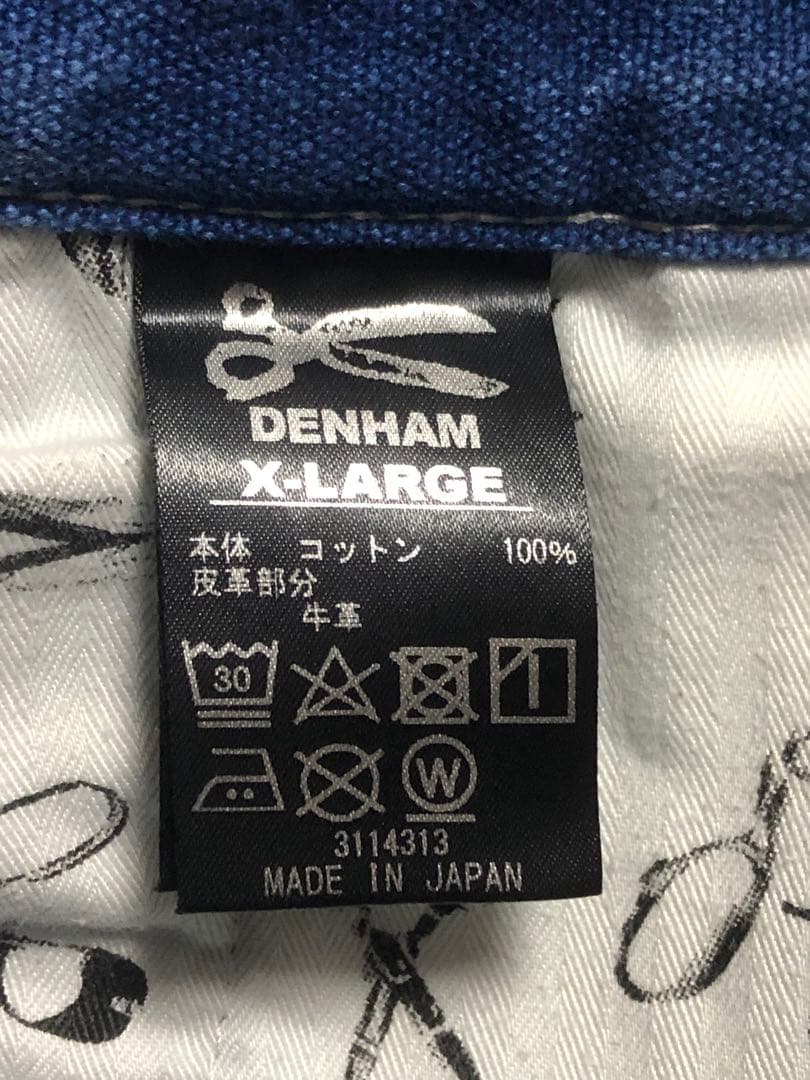 DENHAM
X-LARGE
本体 コットン 100%
皮革部分
牛革
30
W
3114313
MADE IN JAPAN